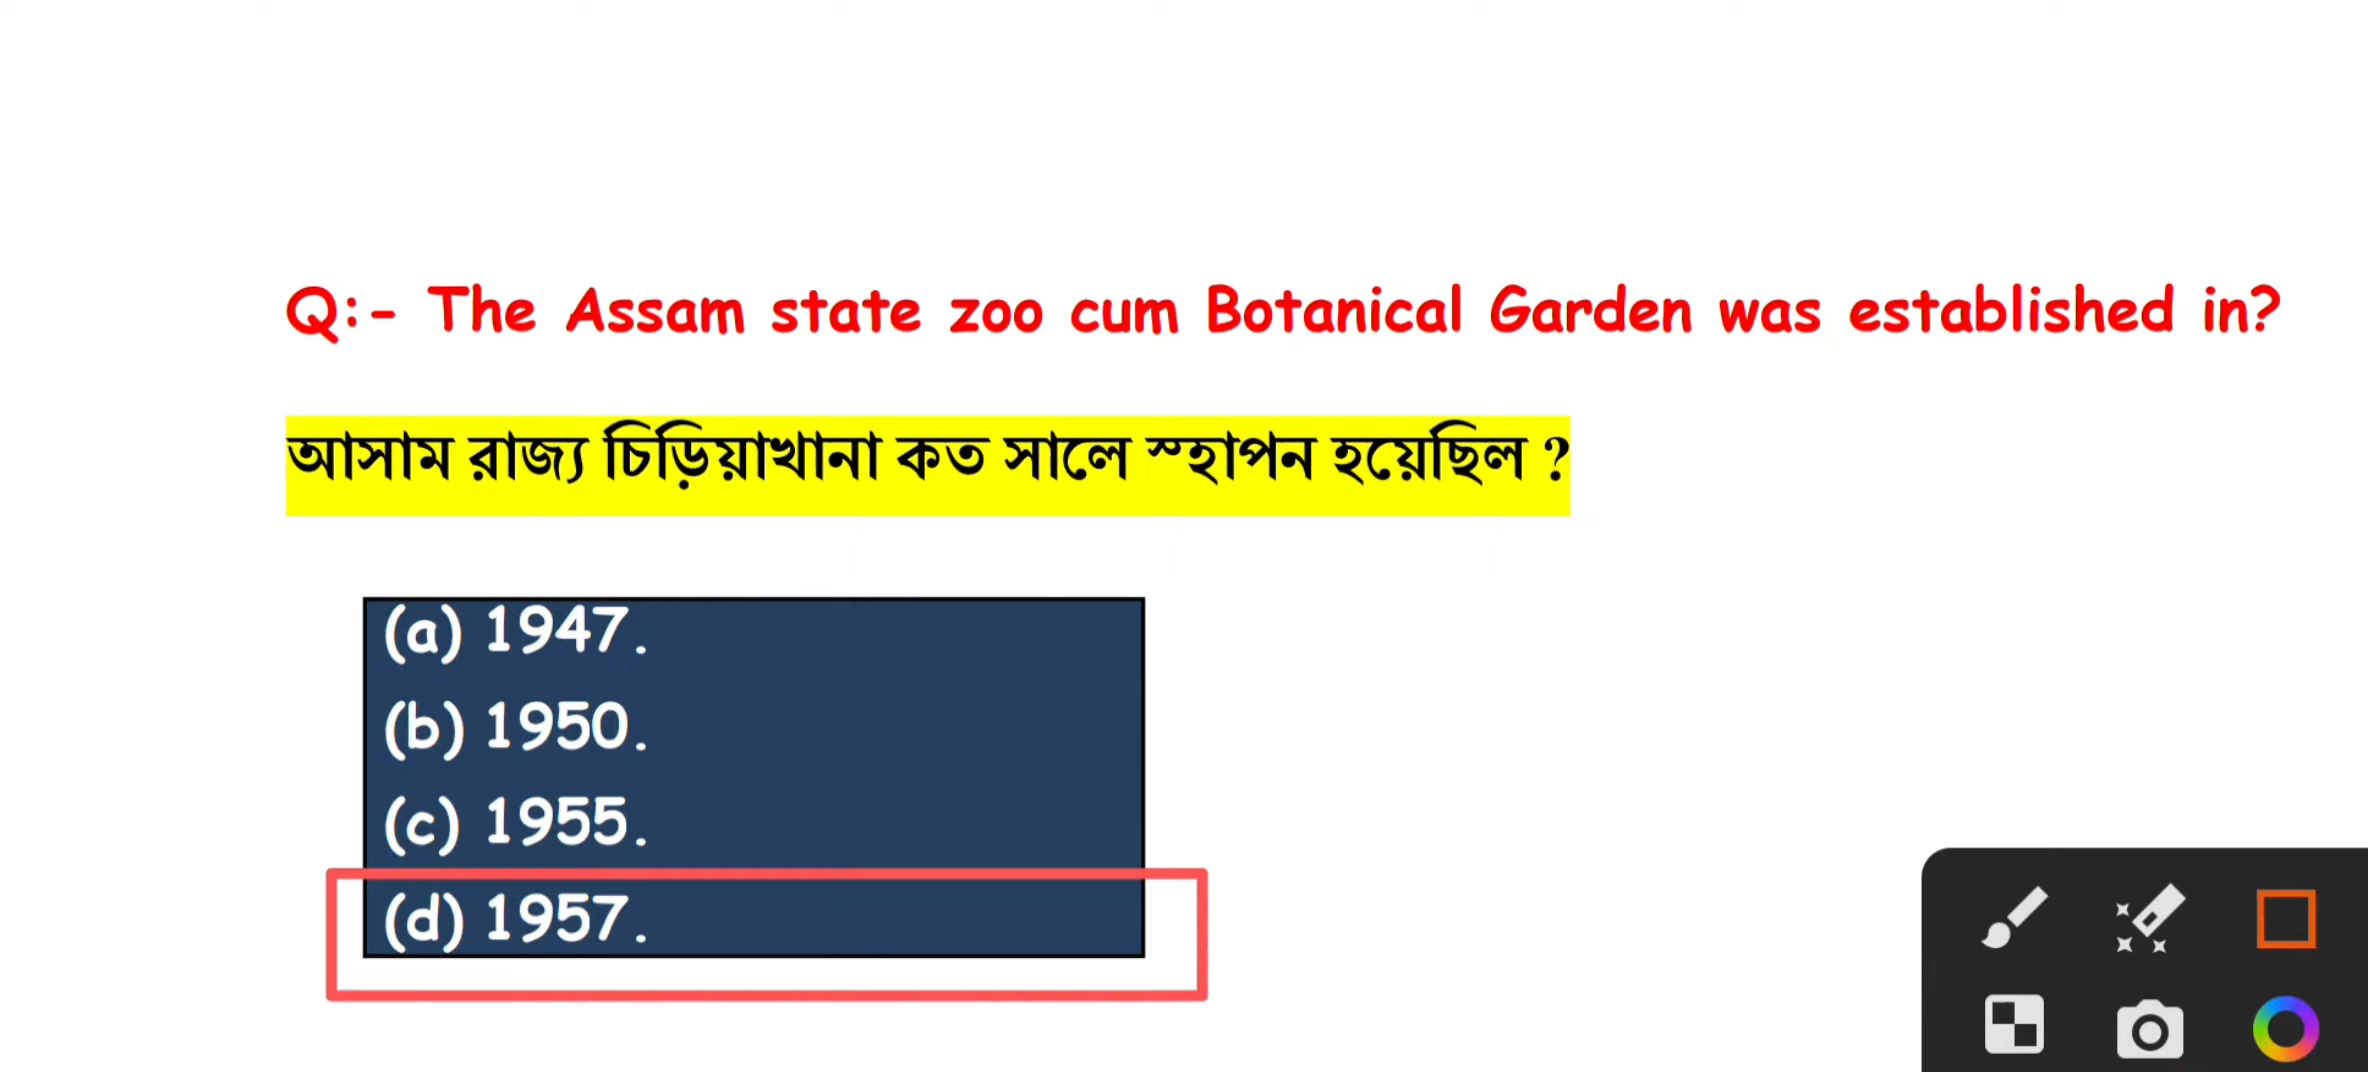 Q:- The Assam state zoo cum Botanical Garden was established in?
আসাম রাজ্য চিড়িয়াখানা কত সালে স্হাপন হয়েছিল ?
(a) 1947.
(b) 1950.
(c) 1955.
(d) 1957.